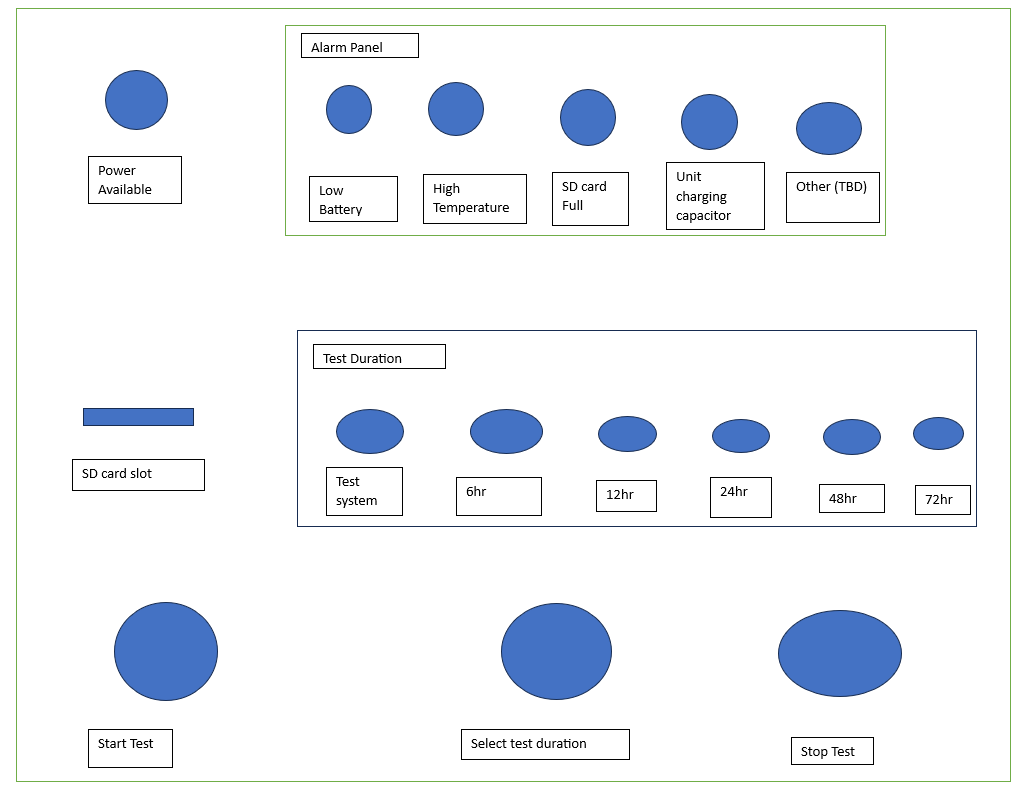 Alarm Panel
Power
Available
Low
Battery
High
Temperature
SD card
Full
Unit
charging
capacitor
Other (TBD)
Test Duration
SD card slot
Test
system
6hr
12hr
24hr
48hr
72hr
Start Test
Select test duration
Stop Test